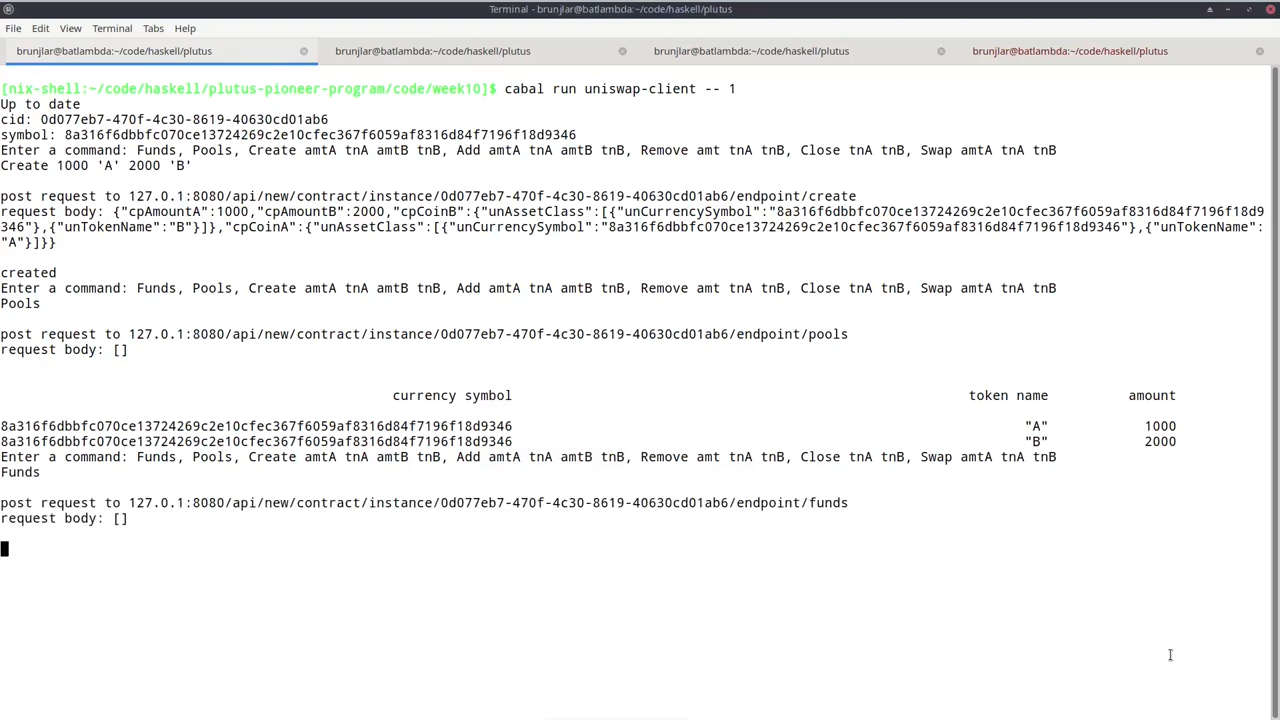 Terminal - brunjlar@batlambda:~/code/haskell/plutus
File Edit View Terminal Tabs Help
brunjlar@batlambda:~/code/haskell/plutus brunjlar@batlambda:~/code/haskell/plutus brunjlar@batlambda:~/code/haskell/plutus brunjlar@batlambda:~/code/haskell/plutus
[nix-shell:~/code/haskell/plutus-pioneer-program/code/week10]$ cabal run uniswap-client -- 1
Up to date
cid: 0d077eb7-470f-4c30-8619-40630cd01ab6
symbol: 8a316f6dbbfc070ce13724269c2e10cfec367f6059af8316d84f7196f18d9346
Enter a command: Funds, Pools, Create amtA tnA amtB tnB, Add amtA tnA amtB tnB, Remove amt tnA tnB, Close tnA tnB, Swap amtA tnA tnB
Create 1000 'A' 2000 'B'
post request to 127.0.1:8080/api/new/contract/instance/0d077eb7-470f-4c30-8619-40630cd01ab6/endpoint/create
request body: {"cpAmountA":1000,"cpAmountB":2000,"cpCoinB":{"unAssetClass":[{"unCurrencySymbol":"8a316f6dbbfc070ce13724269c2e10cfec367f6059af8316d84f7196f18d9
346"},{"unTokenName":"B"}]},"cpCoinA":{"unAssetClass":[{"unCurrencySymbol":"8a316f6dbbfc070ce13724269c2e10cfec367f6059af8316d84f7196f18d9346"},{"unTokenName":
"A"}]}}
created
Enter a command: Funds, Pools, Create amtA tnA amtB tnB, Add amtA tnA amtB tnB, Remove amt tnA tnB, Close tnA tnB, Swap amtA tnA tnB
Pools
post request to 127.0.1:8080/api/new/contract/instance/0d077eb7-470f-4c30-8619-40630cd01ab6/endpoint/pools
request body: []
currency symbol token name amount
8a316f6dbbfc070ce13724269c2e10cfec367f6059af8316d84f7196f18d9346 "A" 1000
8a316f6dbbfc070ce13724269c2e10cfec367f6059af8316d84f7196f18d9346 "B" 2000
Enter a command: Funds, Pools, Create amtA tnA amtB tnB, Add amtA tnA amtB tnB, Remove amt tnA tnB, Close tnA tnB, Swap amtA tnA tnB
Funds
post request to 127.0.1:8080/api/new/contract/instance/0d077eb7-470f-4c30-8619-40630cd01ab6/endpoint/funds
request body: []